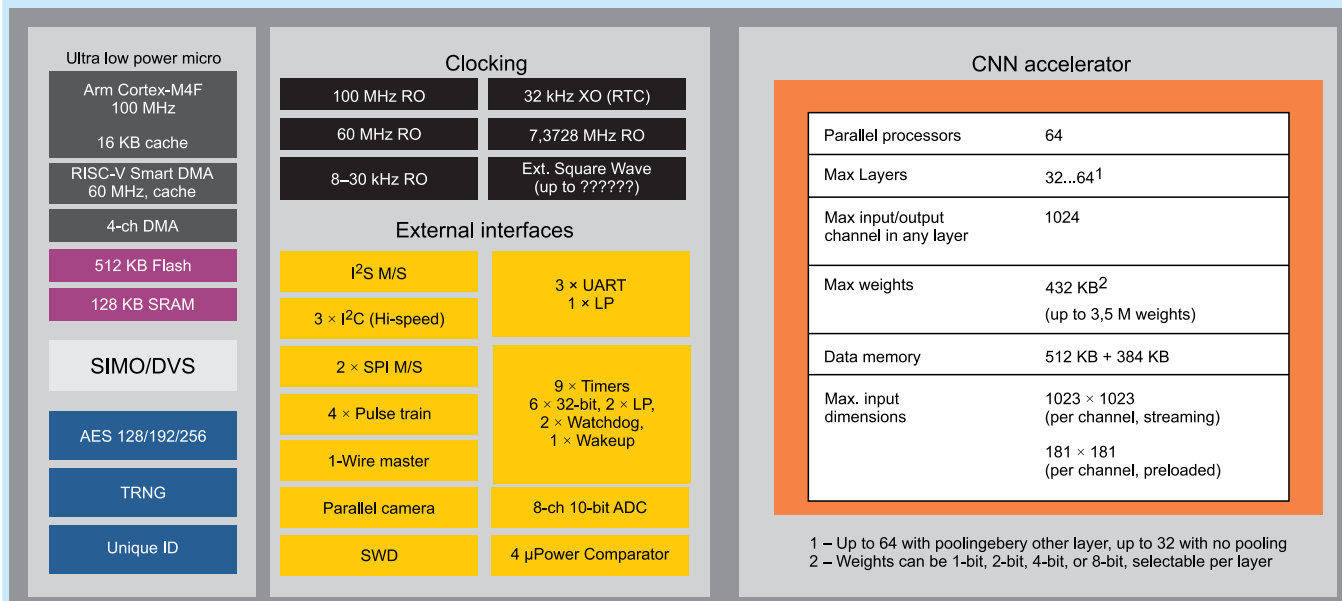 Ultra low power micro
Arm Cortex-M4F
100 MHz
16 KB cache
RISC-V Smart DMA
60 MHz, cache
4-ch DMA
512 KB Flash
128 KB SRAM
SIMO/DVS
AES 128/192/256
TRNG
Unique ID
Clocking
100 MHz RO
32 kHz XO (RTC)
60 MHz RO
7,3728 MHz RO
8–30 kHz RO
Ext. Square Wave
(up to ??????)
External interfaces
I²S M/S
3 × I²C (Hi-speed)
2 × SPI M/S
4 × Pulse train
1-Wire master
Parallel camera
SWD
3 × UART
1 × LP
9 × Timers
6 × 32-bit, 2 × LP,
2 × Watchdog,
1 × Wakeup
8-ch 10-bit ADC
4 µPower Comparator
CNN accelerator
Parallel processors 64
Max Layers 32...64¹
Max input/output 1024
channel in any layer
Max weights 432 KB²
(up to 3,5 M weights)
Data memory 512 KB + 384 KB
Max. input 1023 × 1023
dimensions (per channel, streaming)
181 × 181
(per channel, preloaded)
1 – Up to 64 with poolingebery other layer, up to 32 with no pooling
2 – Weights can be 1-bit, 2-bit, 4-bit, or 8-bit, selectable per layer